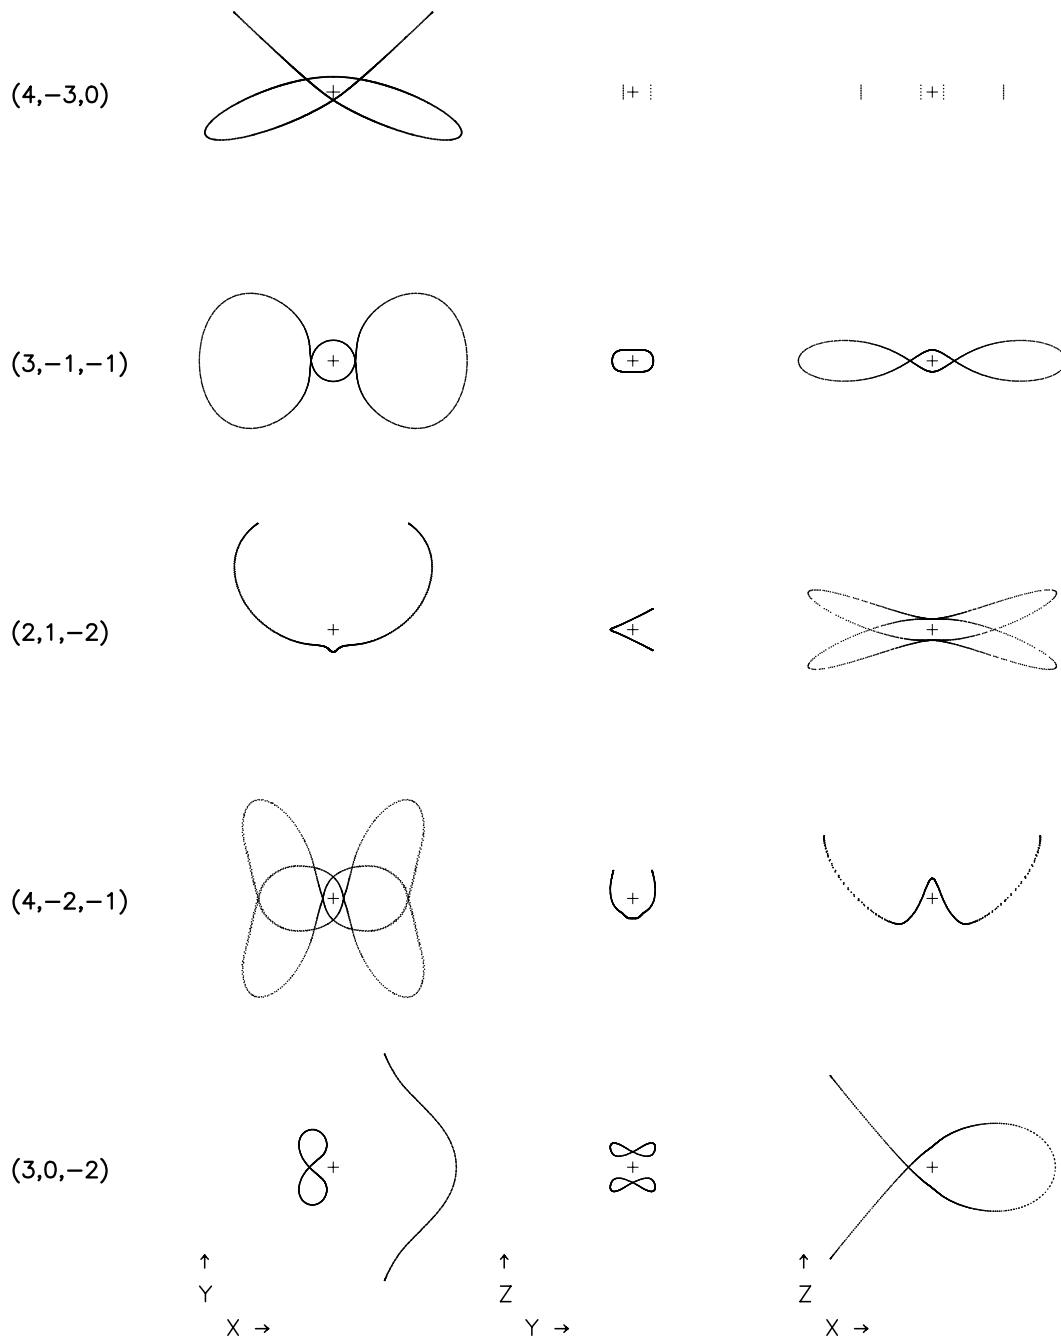 (4,−3,0)
(3,−1,−1)
(2,1,−2)
(4,−2,−1)
(3,0,−2)
↑ ↑ ↑
Y Z Z
X → Y → X →